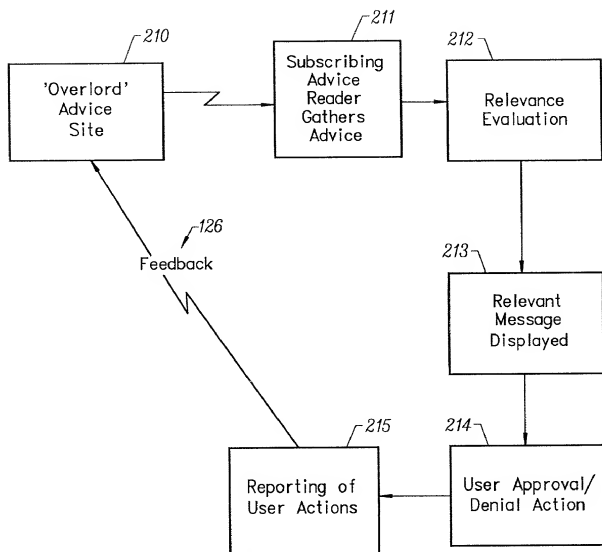 210
'Overlord'
Advice
Site
211
Subscribing
Advice
Reader
Gathers
Advice
212
Relevance
Evaluation
126
Feedback
213
Relevant
Message
Displayed
214
User Approval/
Denial Action
215
Reporting of
User Actions